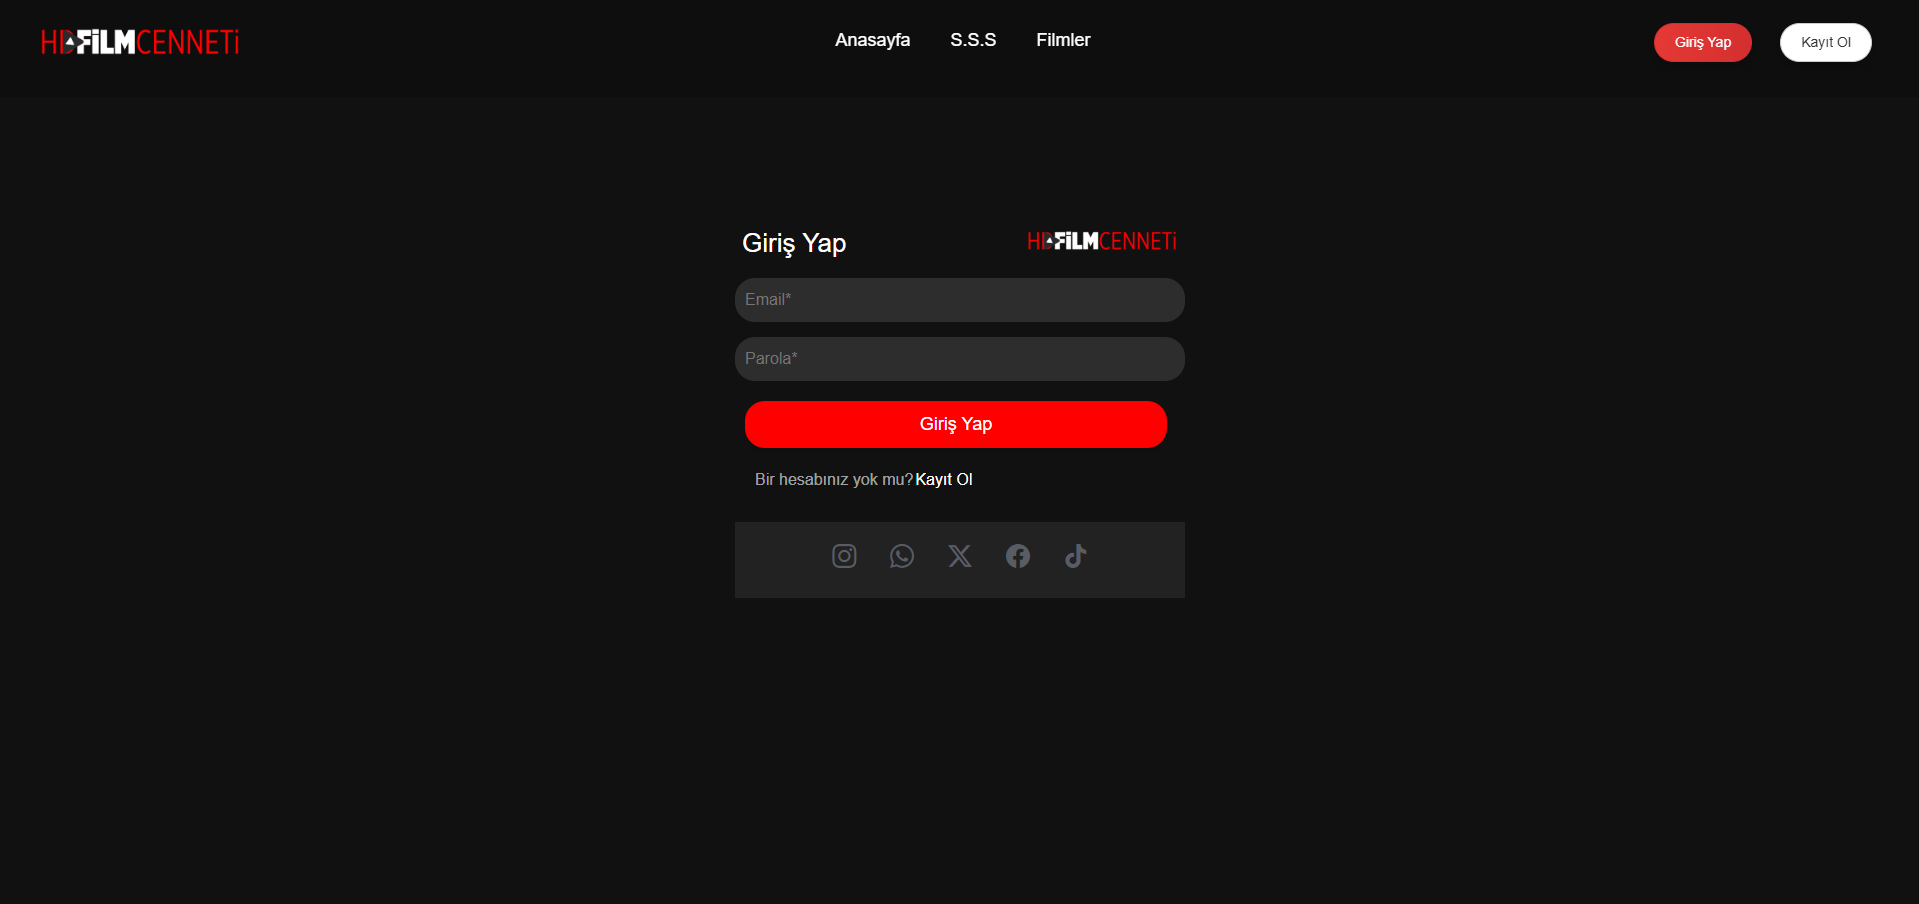 HDFİLMCENNETİ
Anasayfa S.S.S Filmler
Giriş Yap Kayıt Ol
Giriş Yap HDFİLMCENNETİ
Email*
Parola*
Giriş Yap
Bir hesabınız yok mu? Kayıt Ol